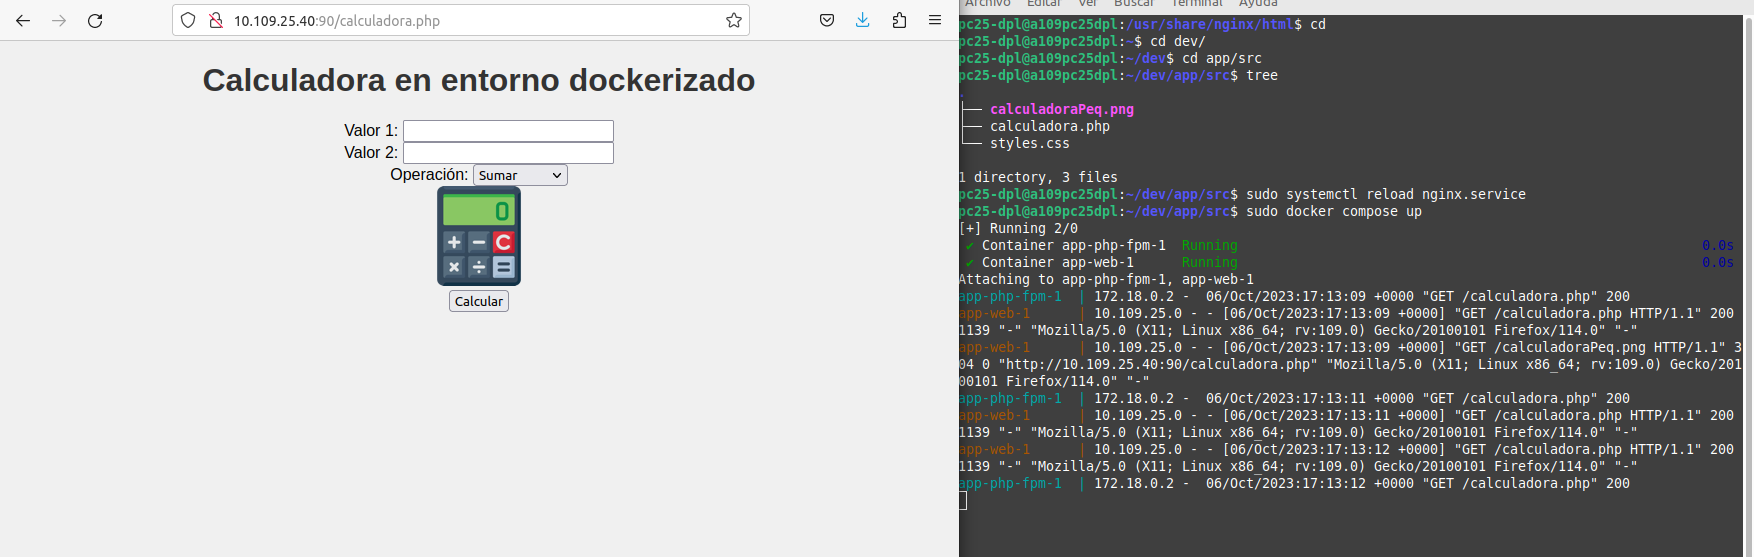 10.109.25.40:90/calculadora.php
Calculadora en entorno dockerizado
Valor 1:
Valor 2:
Operación: Sumar
0
+ − C
× ÷ =
Calcular
Archivo Editar Ver Buscar Terminal Ayuda
pc25-dpl@a109pc25dpl:/usr/share/nginx/html$ cd
pc25-dpl@a109pc25dpl:~$ cd dev/
pc25-dpl@a109pc25dpl:~/dev$ cd app/src
pc25-dpl@a109pc25dpl:~/dev/app/src$ tree
.
├── calculadoraPeq.png
├── calculadora.php
└── styles.css
1 directory, 3 files
pc25-dpl@a109pc25dpl:~/dev/app/src$ sudo systemctl reload nginx.service
pc25-dpl@a109pc25dpl:~/dev/app/src$ sudo docker compose up
[+] Running 2/0
✔ Container app-php-fpm-1  Running 0.0s
✔ Container app-web-1      Running 0.0s
Attaching to app-php-fpm-1, app-web-1
app-php-fpm-1  | 172.18.0.2 -  06/Oct/2023:17:13:09 +0000 "GET /calculadora.php" 200
app-web-1      | 10.109.25.0 - - [06/Oct/2023:17:13:09 +0000] "GET /calculadora.php HTTP/1.1" 200
1139 "-" "Mozilla/5.0 (X11; Linux x86_64; rv:109.0) Gecko/20100101 Firefox/114.0" "-"
app-web-1      | 10.109.25.0 - - [06/Oct/2023:17:13:09 +0000] "GET /calculadoraPeq.png HTTP/1.1" 3
04 0 "http://10.109.25.40:90/calculadora.php" "Mozilla/5.0 (X11; Linux x86_64; rv:109.0) Gecko/201
00101 Firefox/114.0" "-"
app-php-fpm-1  | 172.18.0.2 -  06/Oct/2023:17:13:11 +0000 "GET /calculadora.php" 200
app-web-1      | 10.109.25.0 - - [06/Oct/2023:17:13:11 +0000] "GET /calculadora.php HTTP/1.1" 200
1139 "-" "Mozilla/5.0 (X11; Linux x86_64; rv:109.0) Gecko/20100101 Firefox/114.0" "-"
app-web-1      | 10.109.25.0 - - [06/Oct/2023:17:13:12 +0000] "GET /calculadora.php HTTP/1.1" 200
1139 "-" "Mozilla/5.0 (X11; Linux x86_64; rv:109.0) Gecko/20100101 Firefox/114.0" "-"
app-php-fpm-1  | 172.18.0.2 -  06/Oct/2023:17:13:12 +0000 "GET /calculadora.php" 200